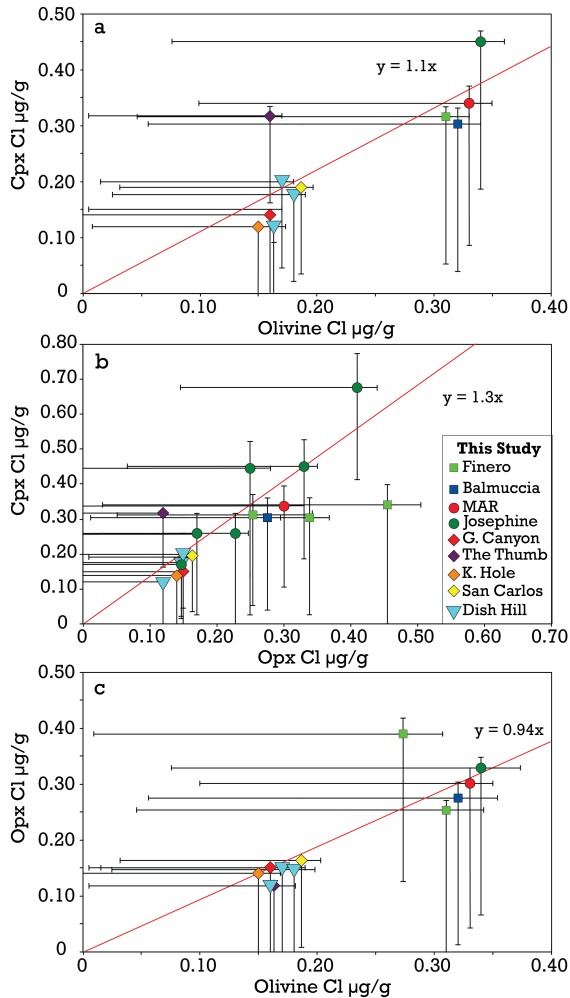 a
0.50
0.40
0.30
0.20
0.10
0
Cpx Cl µg/g
y = 1.1x
0
0.10
0.20
0.30
0.40
Olivine Cl µg/g
b
0.80
0.70
0.60
0.50
0.40
0.30
0.20
0.10
0
Cpx Cl µg/g
y = 1.3x
This Study
Finero
Balmuccia
MAR
Josephine
G. Canyon
The Thumb
K. Hole
San Carlos
Dish Hill
0
0.10
0.20
0.30
0.40
0.50
0.60
0.70
Opx Cl µg/g
c
0.50
0.40
0.30
0.20
0.10
0
Opx Cl µg/g
y = 0.94x
0
0.10
0.20
0.30
0.40
Olivine Cl µg/g